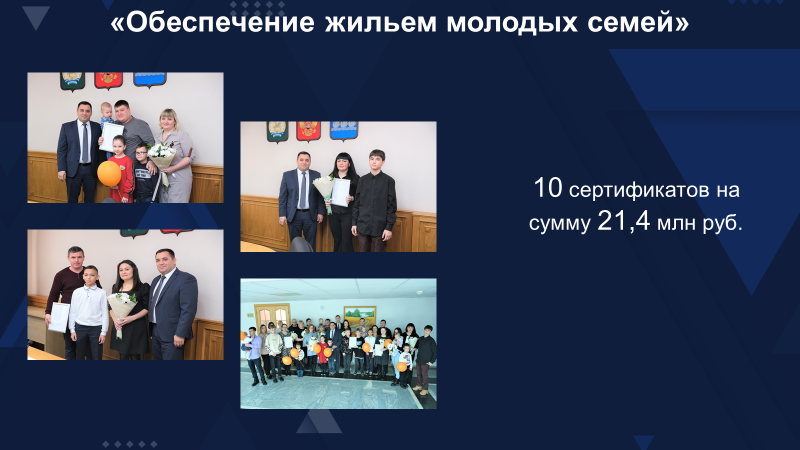 «Обеспечение жильем молодых семей»
10 сертификатов на
сумму 21,4 млн руб.